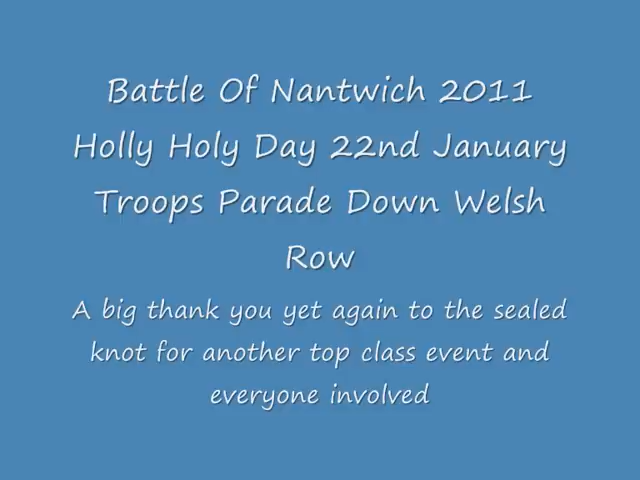 Battle Of Nantwich 2011
Holly Holy Day 22nd January
Troops Parade Down Welsh
Row
A big thank you yet again to the sealed
knot for another top class event and
everyone involved